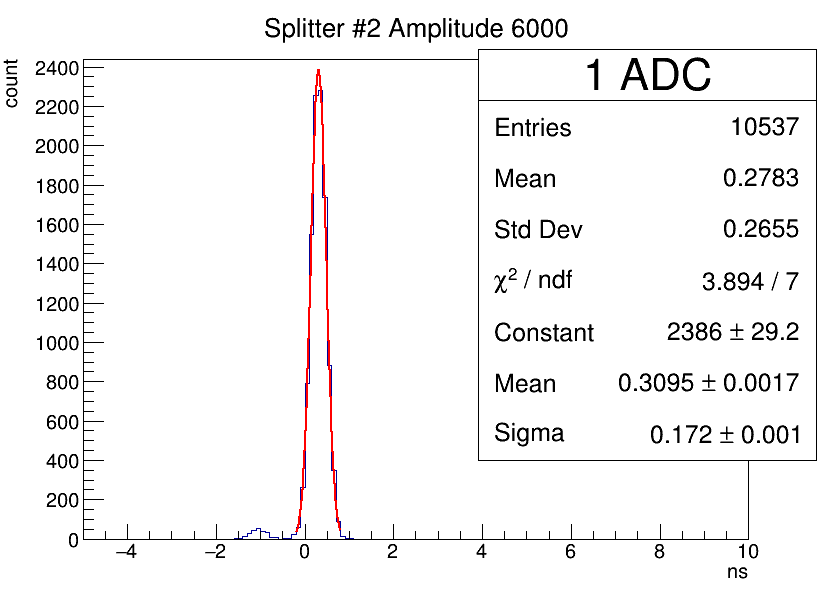 Splitter #2 Amplitude 6000
count
2400
2200
2000
1800
1600
1400
1200
1000
800
600
400
200
0
−4 −2 0 2 4 6 8 10
ns
1 ADC
Entries 10537
Mean 0.2783
Std Dev 0.2655
χ² / ndf 3.894 / 7
Constant 2386 ± 29.2
Mean 0.3095 ± 0.0017
Sigma 0.172 ± 0.001